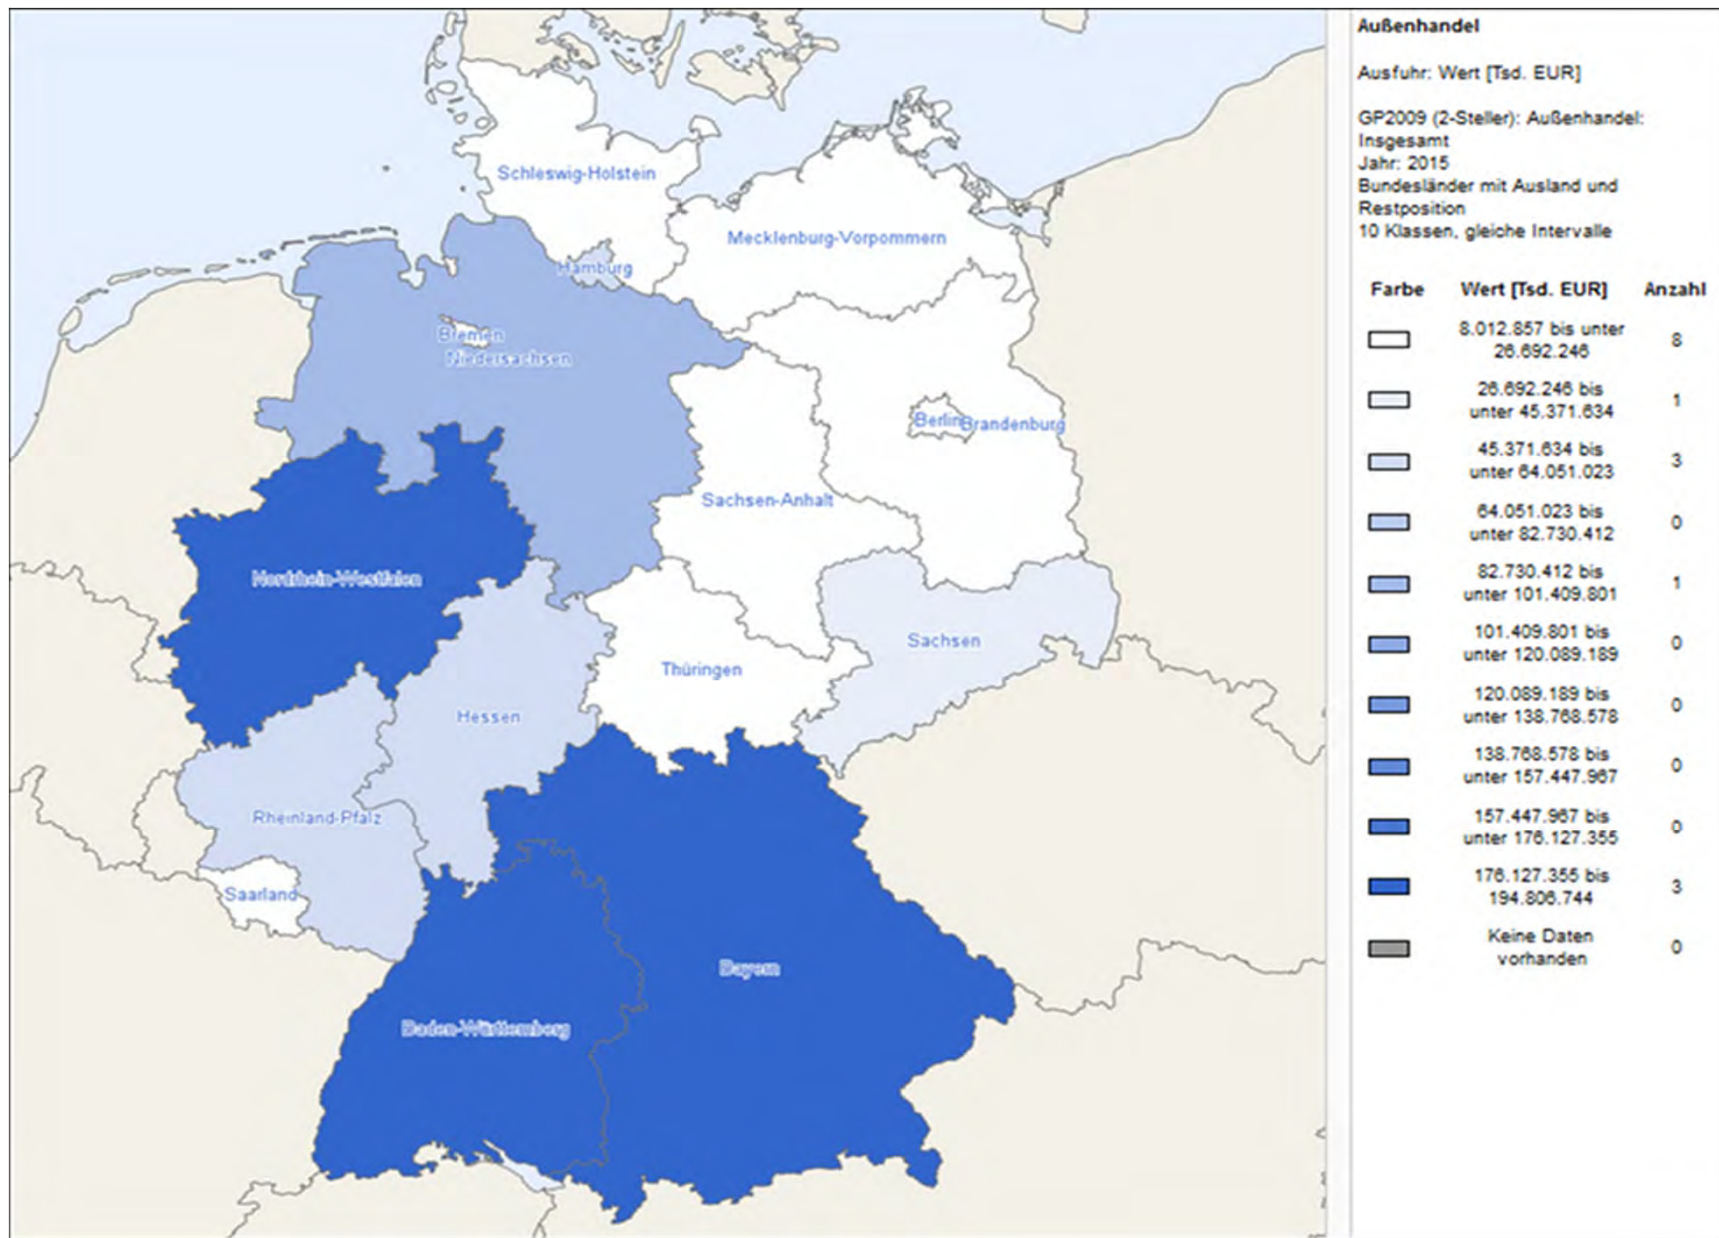 Außenhandel
Ausfuhr: Wert [Tsd. EUR]
GP2009 (2-Steller): Außenhandel:
Insgesamt
Jahr: 2015
Bundesländer mit Ausland und
Restposition
10 Klassen, gleiche Intervalle
Farbe Wert [Tsd. EUR] Anzahl
8.012.857 bis unter
26.692.246
8
26.692.246 bis
unter 45.371.634
1
45.371.634 bis
unter 64.051.023
3
64.051.023 bis
unter 82.730.412
0
82.730.412 bis
unter 101.409.801
1
101.409.801 bis
unter 120.089.189
0
120.089.189 bis
unter 138.768.578
0
138.768.578 bis
unter 157.447.967
0
157.447.967 bis
unter 176.127.355
0
176.127.355 bis
194.806.744
3
Keine Daten
vorhanden
0
Schleswig-Holstein
Mecklenburg-Vorpommern
Hamburg
Bremen
Niedersachsen
Berlin
Brandenburg
Sachsen-Anhalt
Nordrhein-Westfalen
Sachsen
Thüringen
Hessen
Rheinland-Pfalz
Saarland
Bayern
Baden-Württemberg